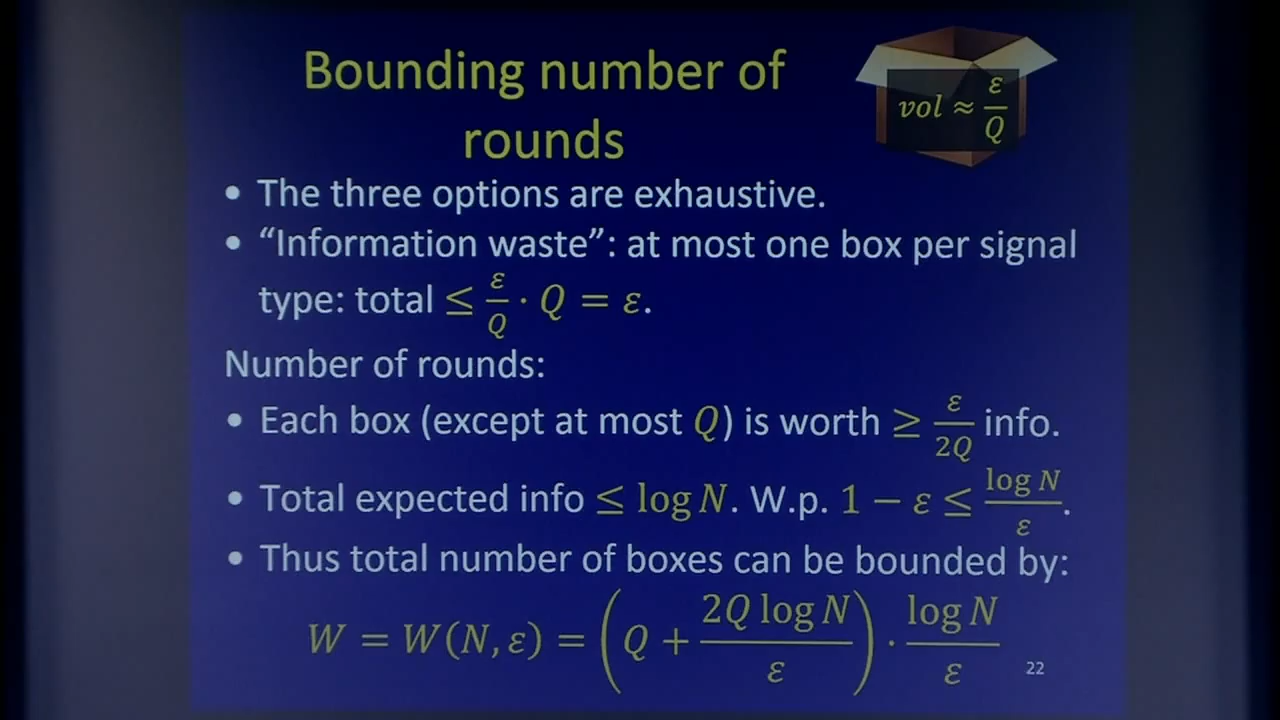 Bounding number of
rounds
vol ≈ ε/Q
• The three options are exhaustive.
• “Information waste”: at most one box per signal
type: total ≤ ε/Q · Q = ε.
Number of rounds:
• Each box (except at most Q) is worth ≥ ε/2Q info.
• Total expected info ≤ log N. W.p. 1 − ε ≤ log N/ε.
• Thus total number of boxes can be bounded by:
W = W(N, ε) = (Q + 2Q log N/ε) · log N/ε
22